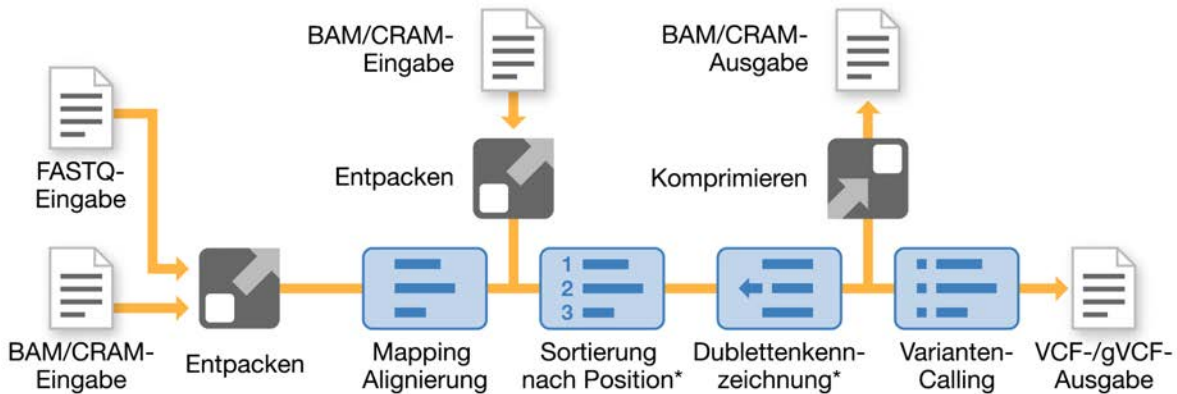 BAM/CRAM-
Eingabe
BAM/CRAM-
Ausgabe
FASTQ-
Eingabe
Entpacken
Komprimieren
1
2
3
BAM/CRAM-
Eingabe
Entpacken
Mapping
Alignierung
Sortierung
nach Position*
Dublettenkenn-
zeichnung*
Varianten-
Calling
VCF-/gVCF-
Ausgabe